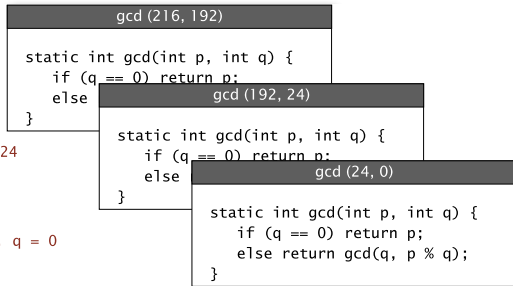 gcd (216, 192)
static int gcd(int p, int q) {
if (q == 0) return p;
else
}
gcd (192, 24)
static int gcd(int p, int q) {
if (q == 0) return p;
else
}
24
gcd (24, 0)
static int gcd(int p, int q) {
if (q == 0) return p;
else return gcd(q, p % q);
}
q = 0